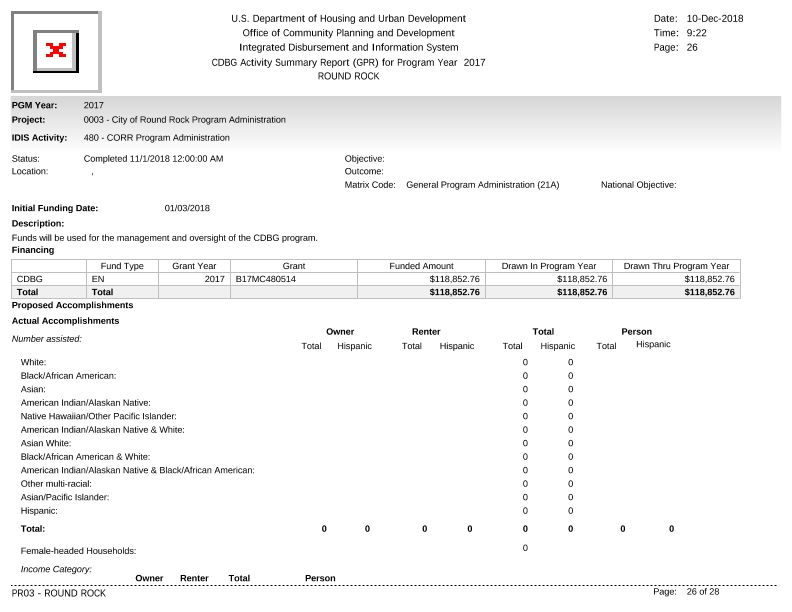 U.S. Department of Housing and Urban Development
Office of Community Planning and Development
Integrated Disbursement and Information System
CDBG Activity Summary Report (GPR) for Program Year 2017
ROUND ROCK
Date: 10-Dec-2018
Time: 9:22
Page: 26
PGM Year: 2017
Project: 0003 - City of Round Rock Program Administration
IDIS Activity: 480 - CORR Program Administration
Status: Completed 11/1/2018 12:00:00 AM Objective:
Location: , Outcome:
Matrix Code: General Program Administration (21A) National Objective:
Initial Funding Date: 01/03/2018
Description:
Funds will be used for the management and oversight of the CDBG program.
Financing
Fund Type Grant Year Grant Funded Amount Drawn In Program Year Drawn Thru Program Year
CDBG EN 2017 B17MC480514 $118,852.76 $118,852.76 $118,852.76
Total Total $118,852.76 $118,852.76 $118,852.76
Proposed Accomplishments
Actual Accomplishments
Owner Renter Total Person
Number assisted:
Total Hispanic Total Hispanic Total Hispanic Total Hispanic
White: 0 0
Black/African American: 0 0
Asian: 0 0
American Indian/Alaskan Native: 0 0
Native Hawaiian/Other Pacific Islander: 0 0
American Indian/Alaskan Native & White: 0 0
Asian White: 0 0
Black/African American & White: 0 0
American Indian/Alaskan Native & Black/African American: 0 0
Other multi-racial: 0 0
Asian/Pacific Islander: 0 0
Hispanic: 0 0
Total: 0 0 0 0 0 0 0 0
Female-headed Households: 0
Income Category:
Owner Renter Total Person
PR03 - ROUND ROCK Page: 26 of 28